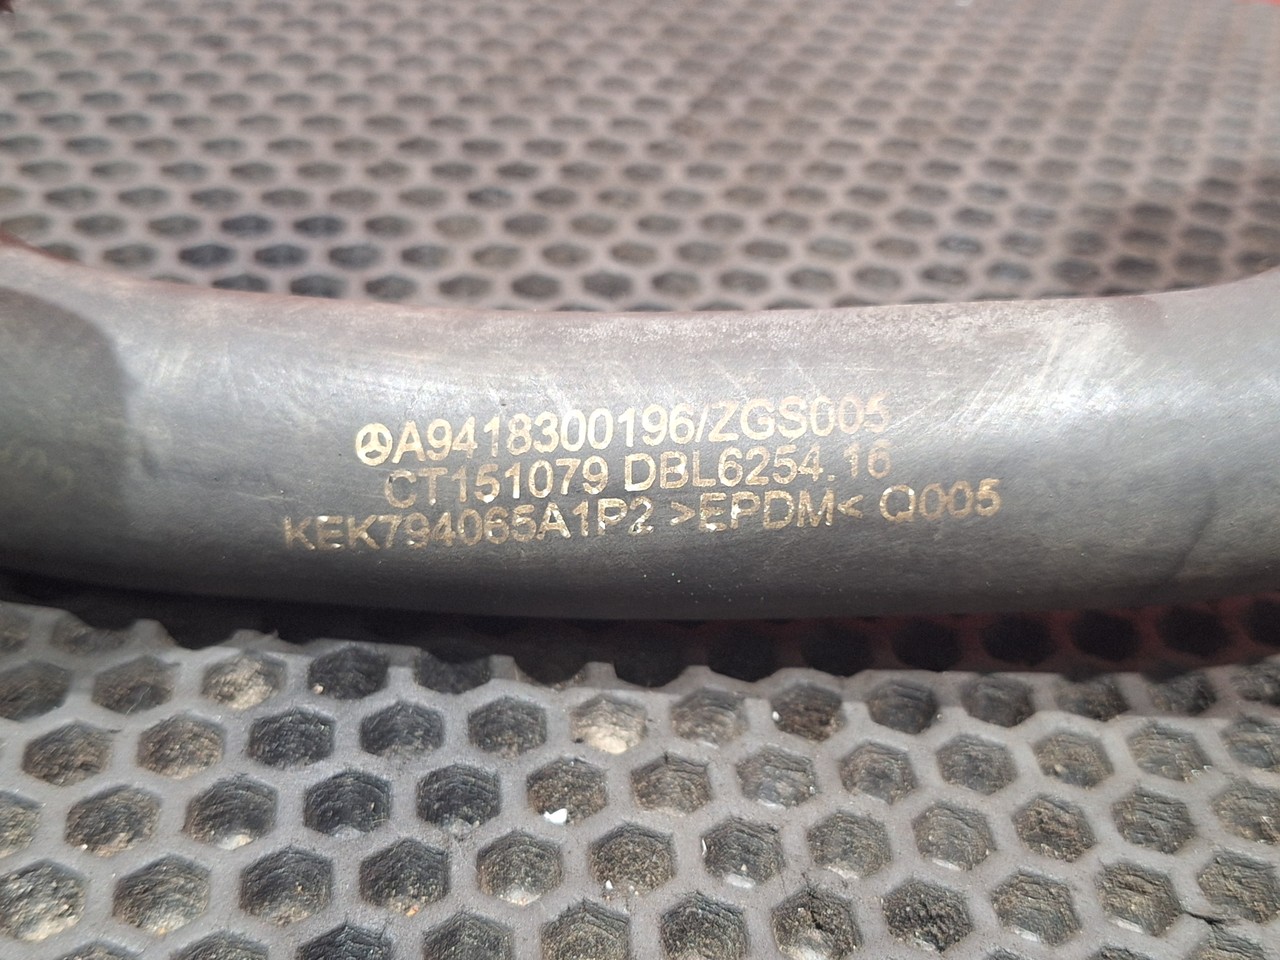 A9418300196/ZGS005
CT151079 DBL6254.16
KEK794065A1P2 >EPDM< Q005